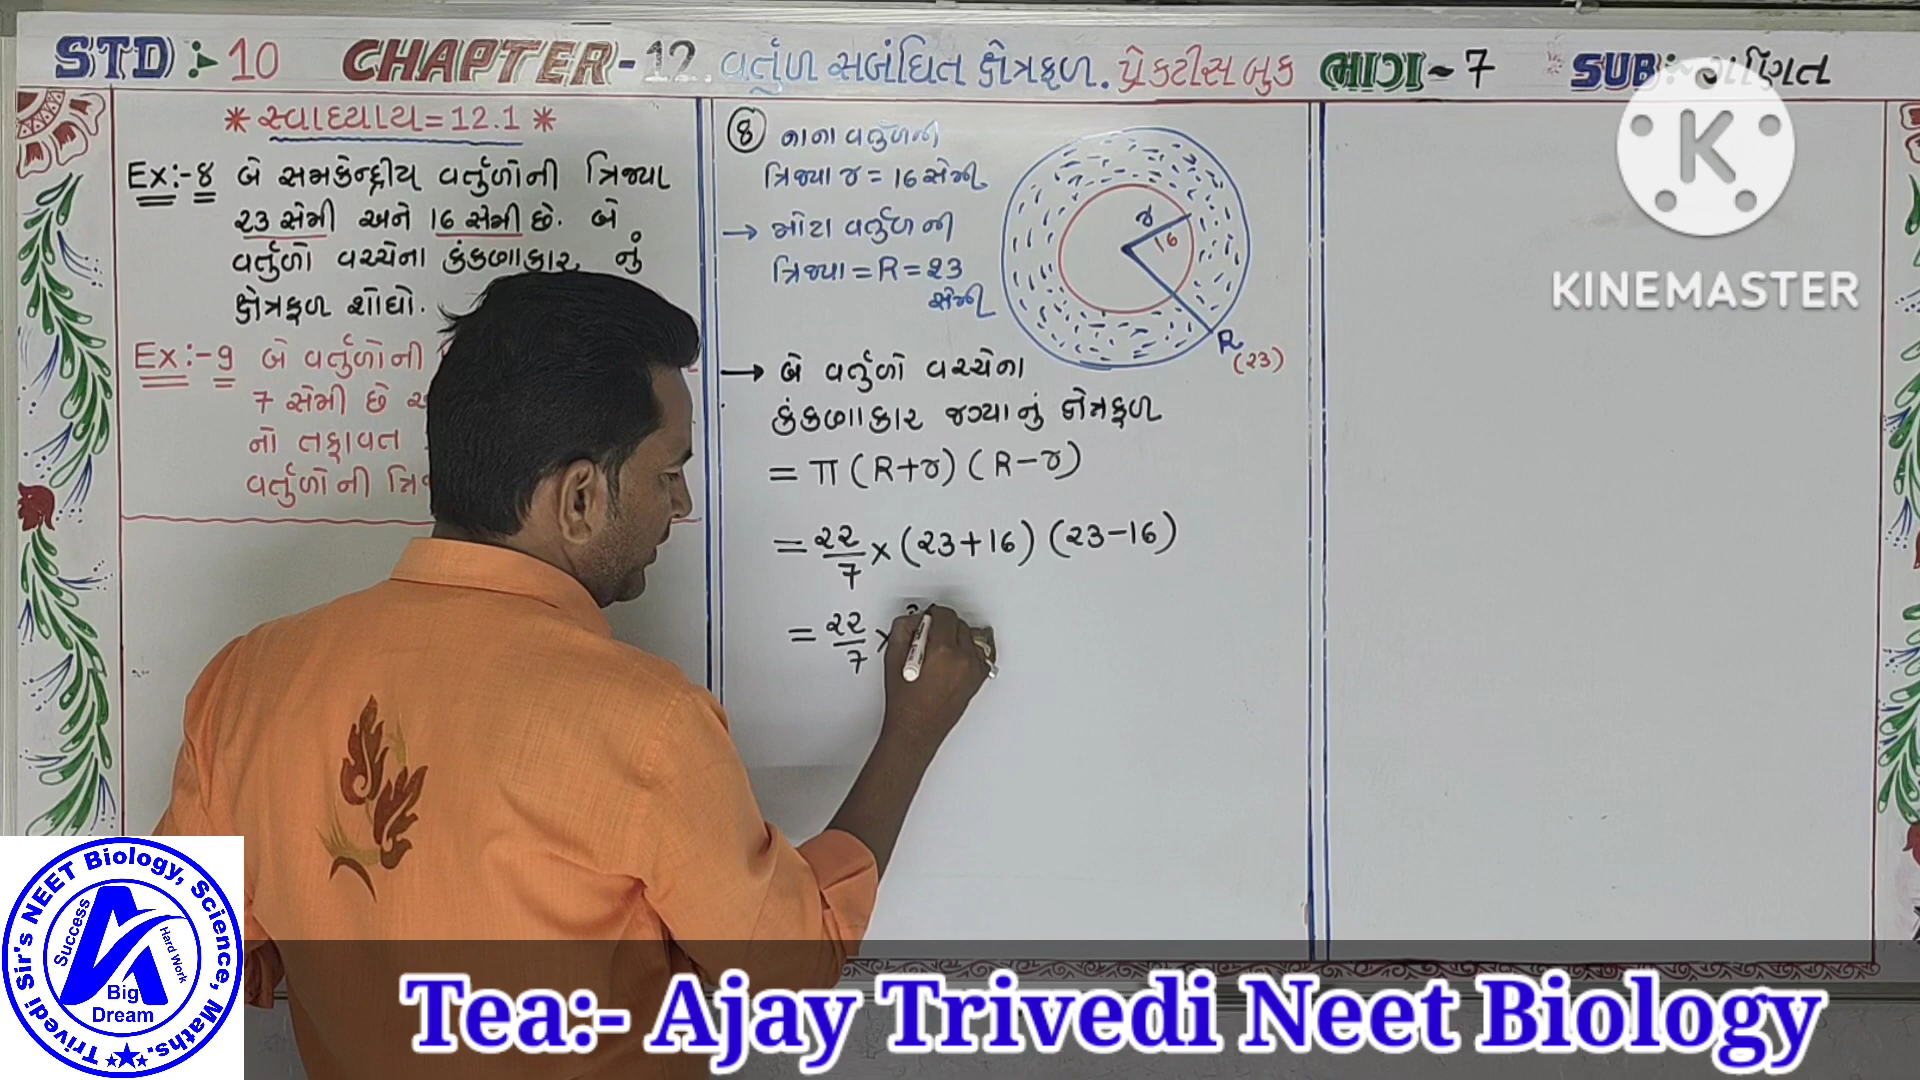 STD :- 10 CHAPTER-12. વર્તુળ સબંધિત ક્ષેત્રફળ. પ્રેક્ટીસ બુક ભાગ - 7 SUB:- ગણિત
* સ્વાધ્યાય = 12.1 *
Ex:-8 બે સમકેન્દ્રીય વર્તુળોની ત્રિજ્યા
23 સેમી અને 16 સેમી છે. બે
વર્તુળો વચ્ચેના કંકણાકાર નું
ક્ષેત્રફળ શોધો.
Ex:-9 બે વર્તુળોની
7 સેમી છે
નો તફાવત
વર્તુળોની
⑧ નાના વર્તુળની
ત્રિજ્યા r = 16 સેમી
→ મોટા વર્તુળ ની
ત્રિજ્યા = R = 23
સેમી
r
16
R
(23)
→ બે વર્તુળો વચ્ચેના
કંકણાકાર જગ્યાનું ક્ષેત્રફળ
= π (R+r) (R-r)
= 22/7 × (23+16) (23-16)
= 22/7 ×
K
KINEMASTER
Trivedi Sir's NEET Biology, Science, Maths.
Success
Hard Work
Big
Dream
Tea:- Ajay Trivedi Neet Biology